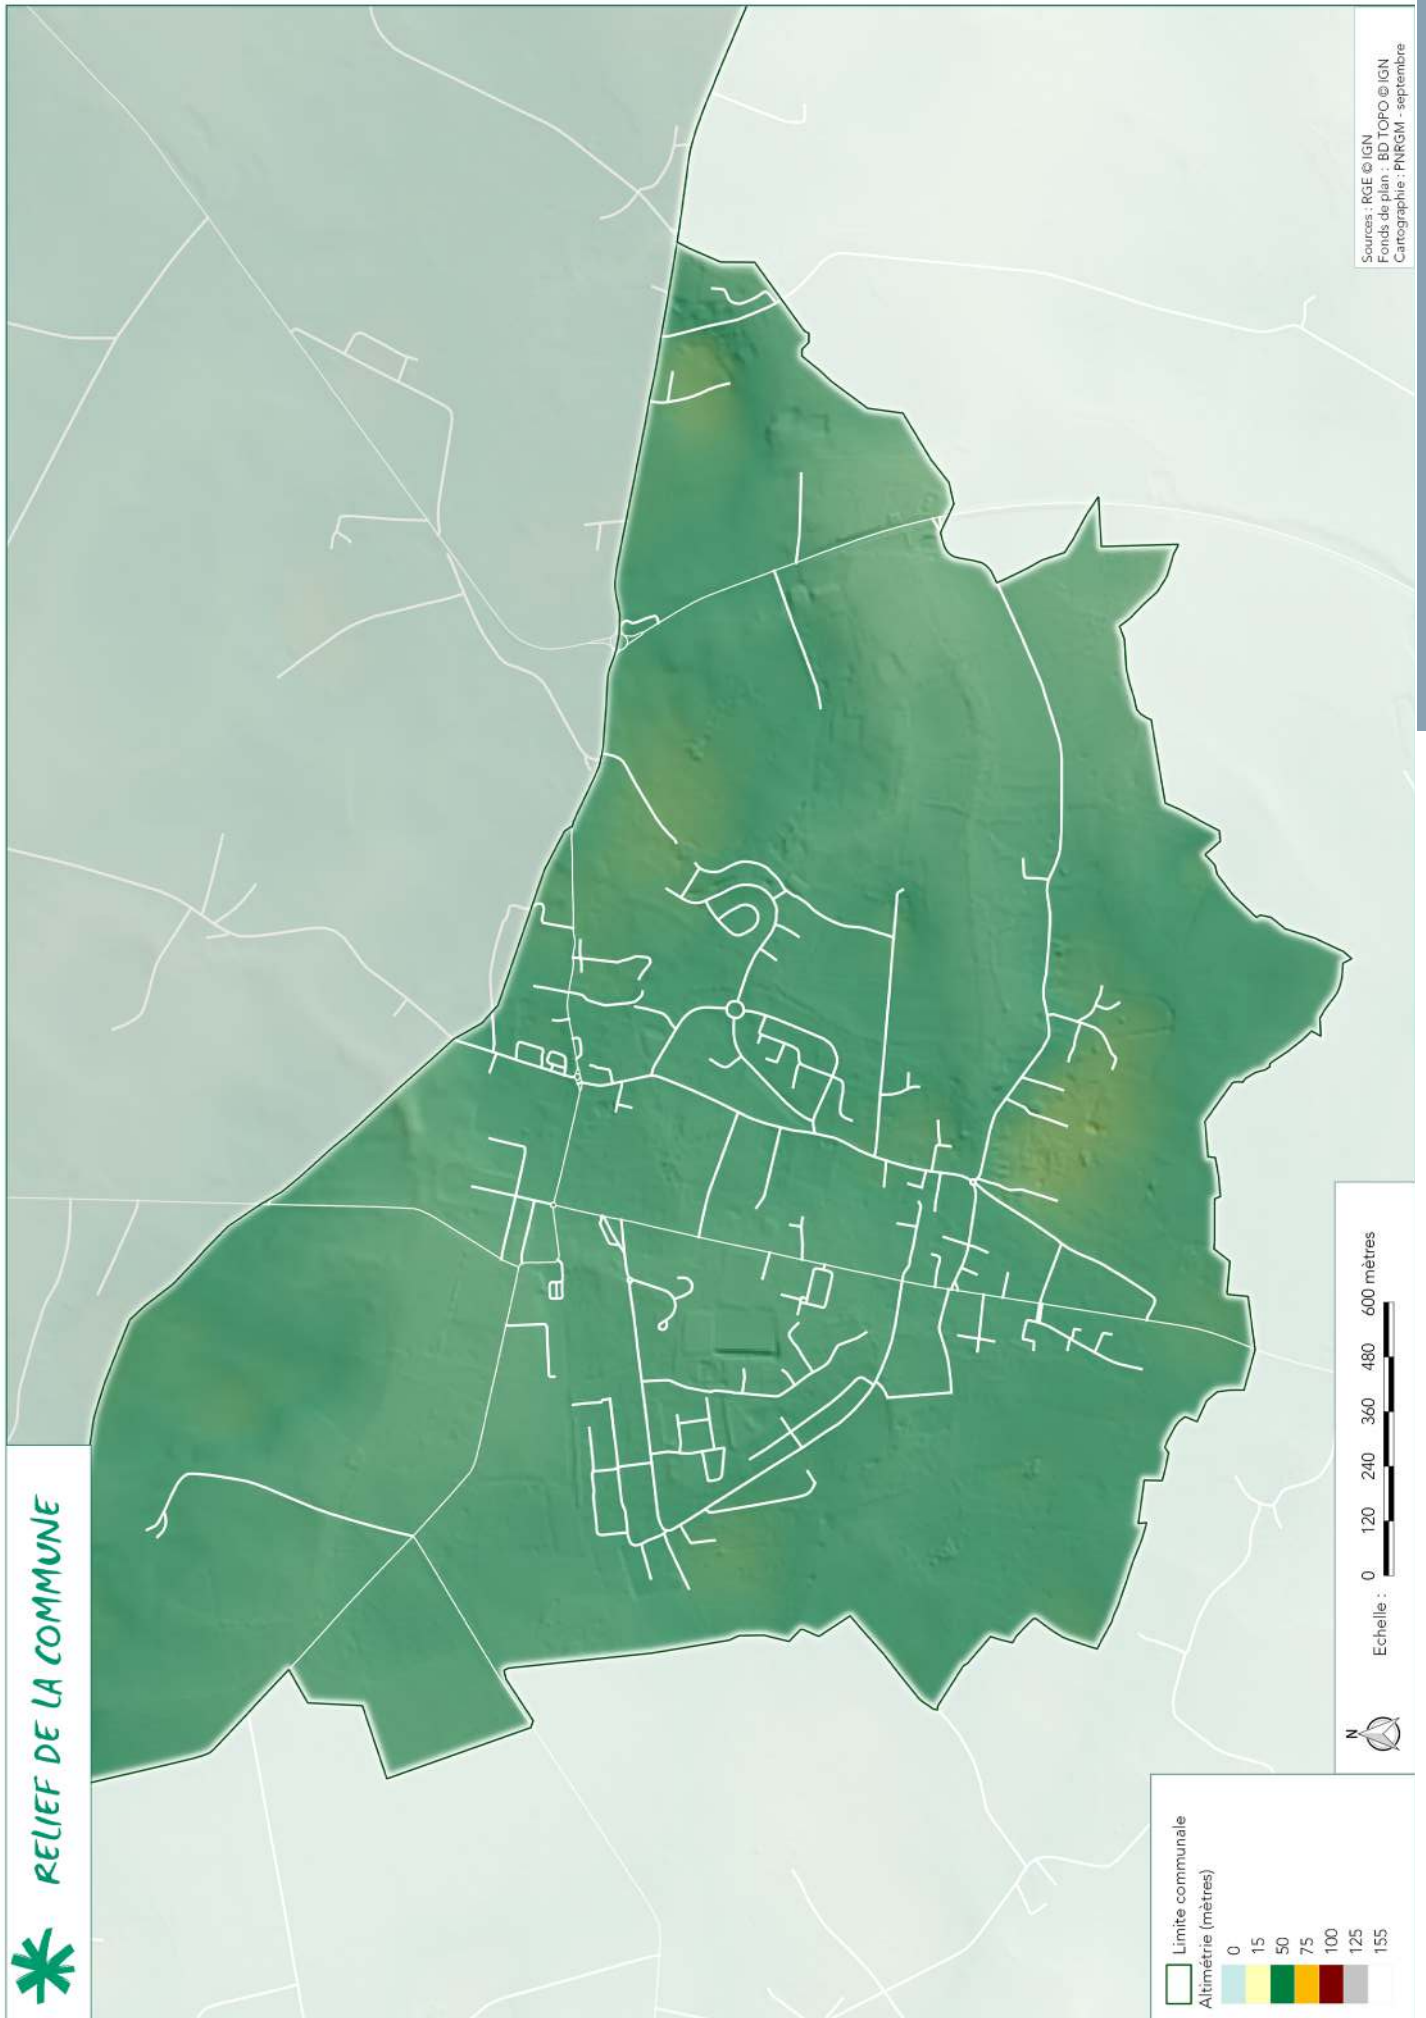 RELIEF DE LA COMMUNE
Limite communale
Altimétrie (mètres)
0
15
50
75
100
125
155
N
Echelle :
0 120 240 360 480 600 mètres
Sources : RGE © IGN
Fonds de plan : BD TOPO © IGN
Cartographie : PNRGM - septembre